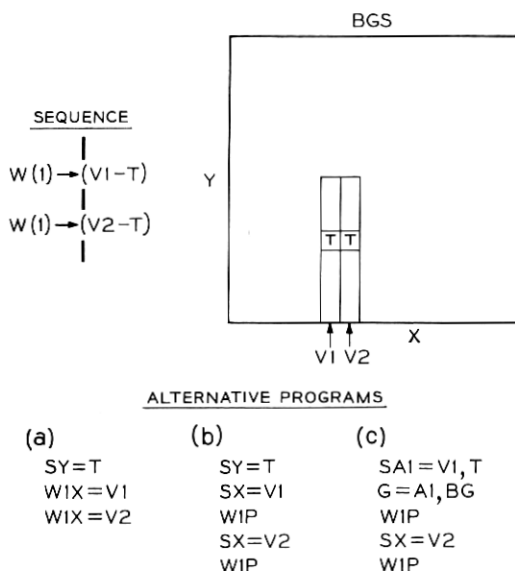 BGS
SEQUENCE
W(1)→(V1-T)
W(1)→(V2-T)
Y
T T
V1 V2
X
ALTERNATIVE PROGRAMS
(a)
SY=T
W1X=V1
W1X=V2
(b)
SY=T
SX=V1
W1P
SX=V2
W1P
(c)
SA1=V1,T
G=A1,BG
W1P
SX=V2
W1P